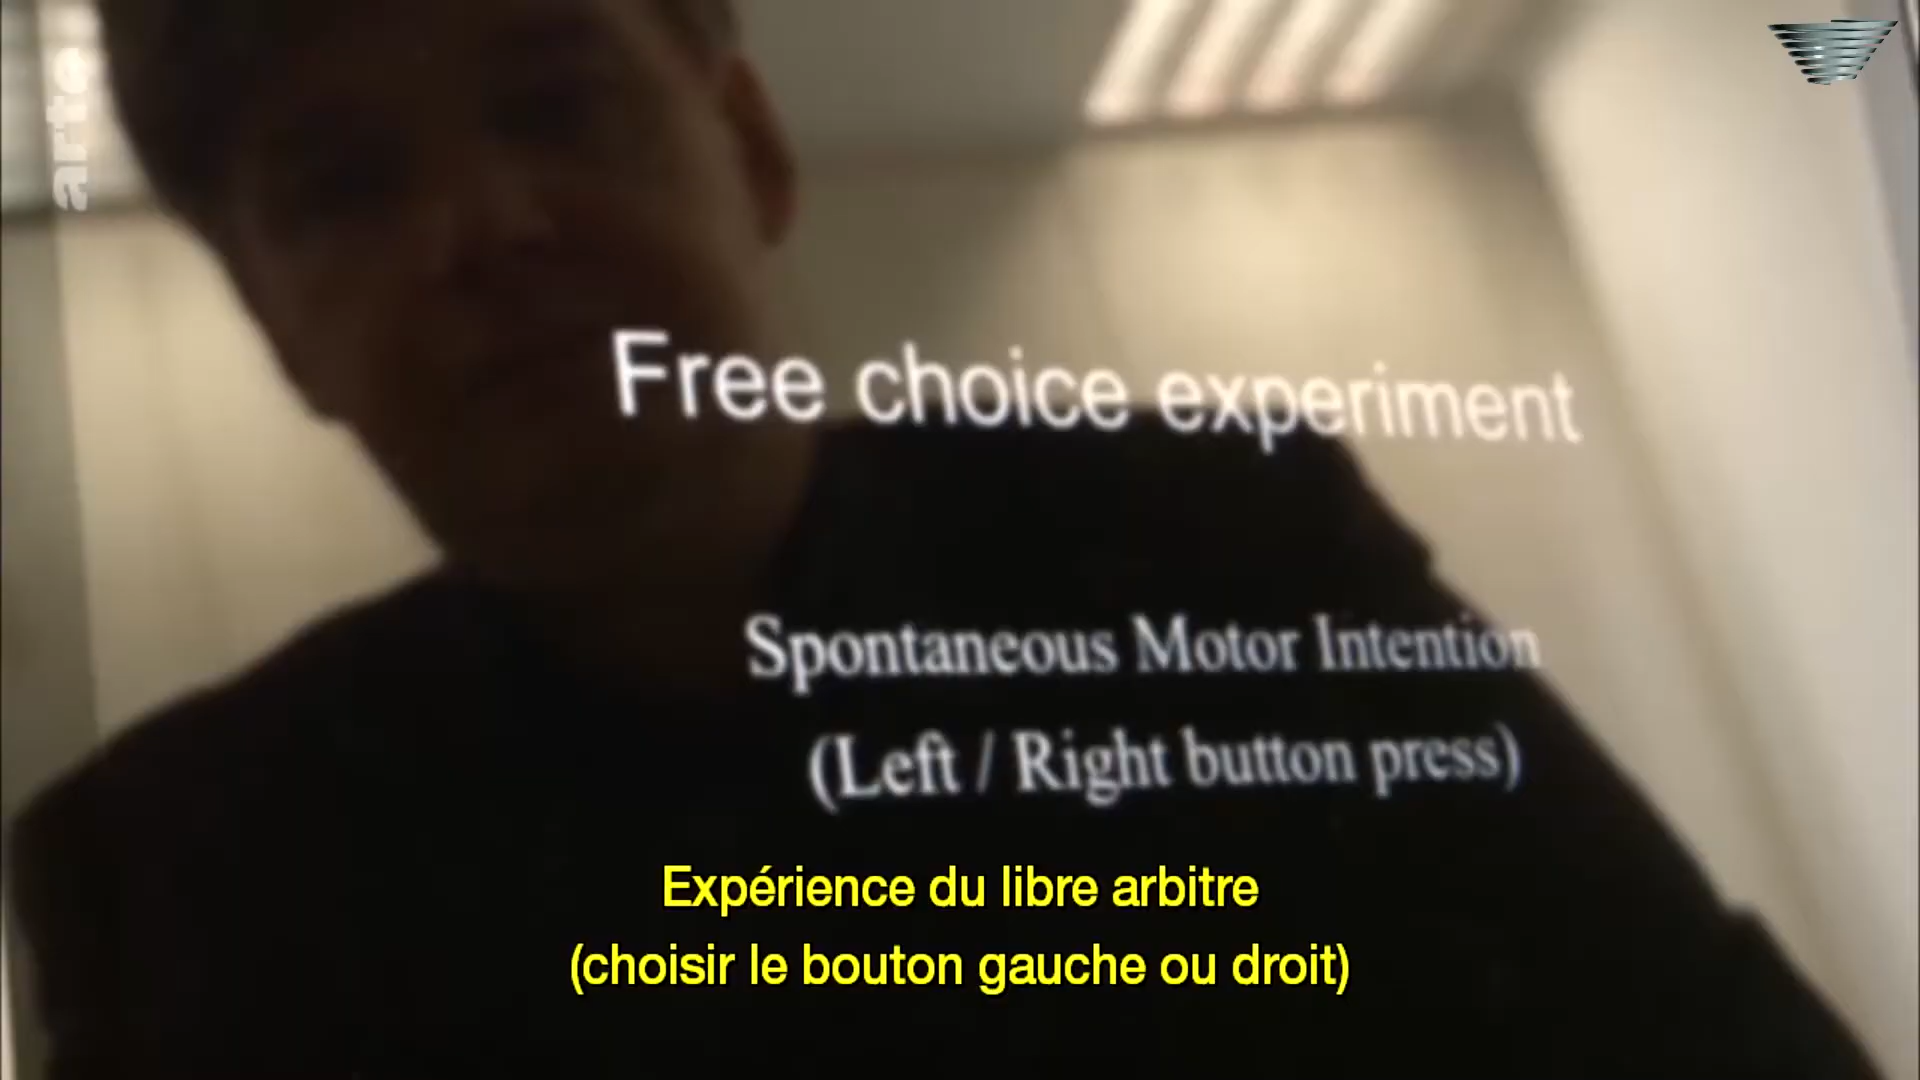 arte
Free choice experiment
Spontaneous Motor Intention
(Left / Right button press)
Expérience du libre arbitre
(choisir le bouton gauche ou droit)